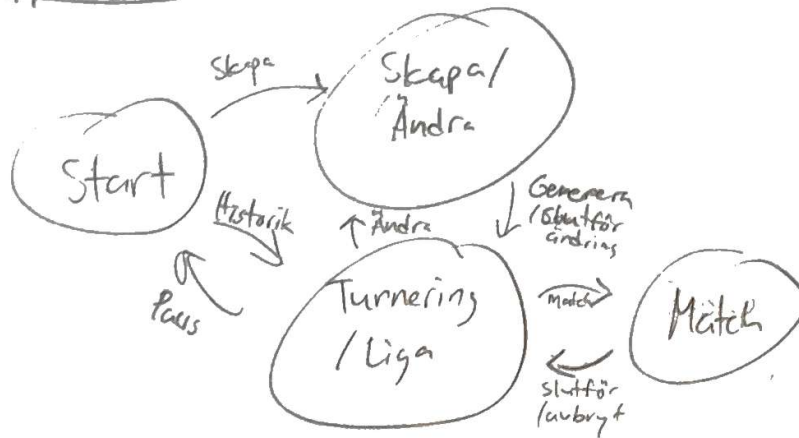 Skapa
Skapa/
Ändra
Start
Historik
Ändra
Generera
/slutför
ändring
Paus
Turnering
/Liga
Match
Match
Slutför
/avbryt